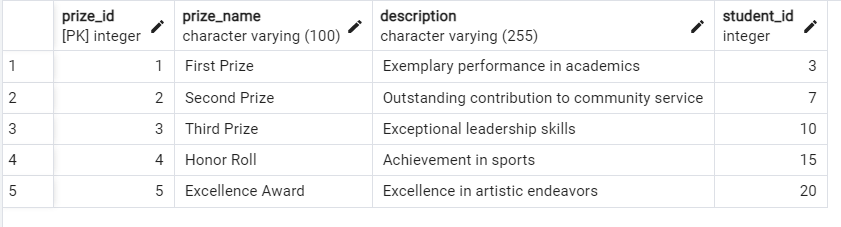 prize_id prize_name description student_id
[PK] integer character varying (100) character varying (255) integer
1 1 First Prize Exemplary performance in academics 3
2 2 Second Prize Outstanding contribution to community service 7
3 3 Third Prize Exceptional leadership skills 10
4 4 Honor Roll Achievement in sports 15
5 5 Excellence Award Excellence in artistic endeavors 20